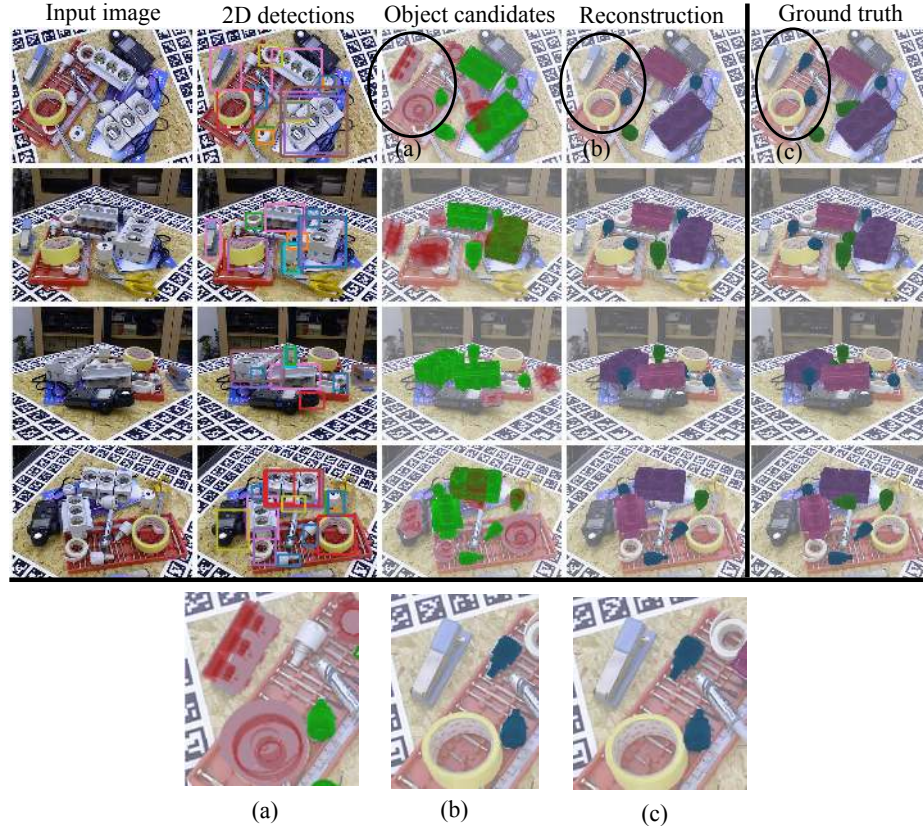 Input image 2D detections Object candidates Reconstruction Ground truth
(a) (b) (c)
(a) (b) (c)